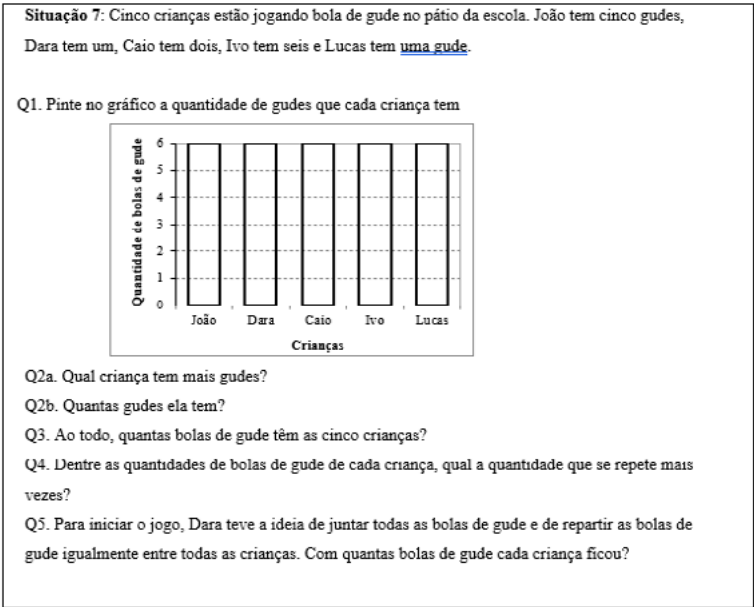 Situação 7: Cinco crianças estão jogando bola de gude no pátio da escola. João tem cinco gudes,
Dara tem um, Caio tem dois, Ivo tem seis e Lucas tem uma gude.
Q1. Pinte no gráfico a quantidade de gudes que cada criança tem
Quantidade de bolas de gude
6
5
4
3
2
1
0
João Dara Caio Ivo Lucas
Crianças
Q2a. Qual criança tem mais gudes?
Q2b. Quantas gudes ela tem?
Q3. Ao todo, quantas bolas de gude têm as cinco crianças?
Q4. Dentre as quantidades de bolas de gude de cada criança, qual a quantidade que se repete mais
vezes?
Q5. Para iniciar o jogo, Dara teve a ideia de juntar todas as bolas de gude e de repartir as bolas de
gude igualmente entre todas as crianças. Com quantas bolas de gude cada criança ficou?